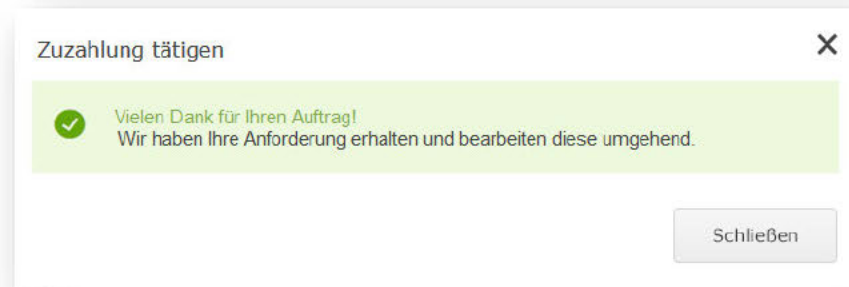 Zuzahlung tätigen
Vielen Dank für Ihren Auftrag!
Wir haben Ihre Anforderung erhalten und bearbeiten diese umgehend.
Schließen